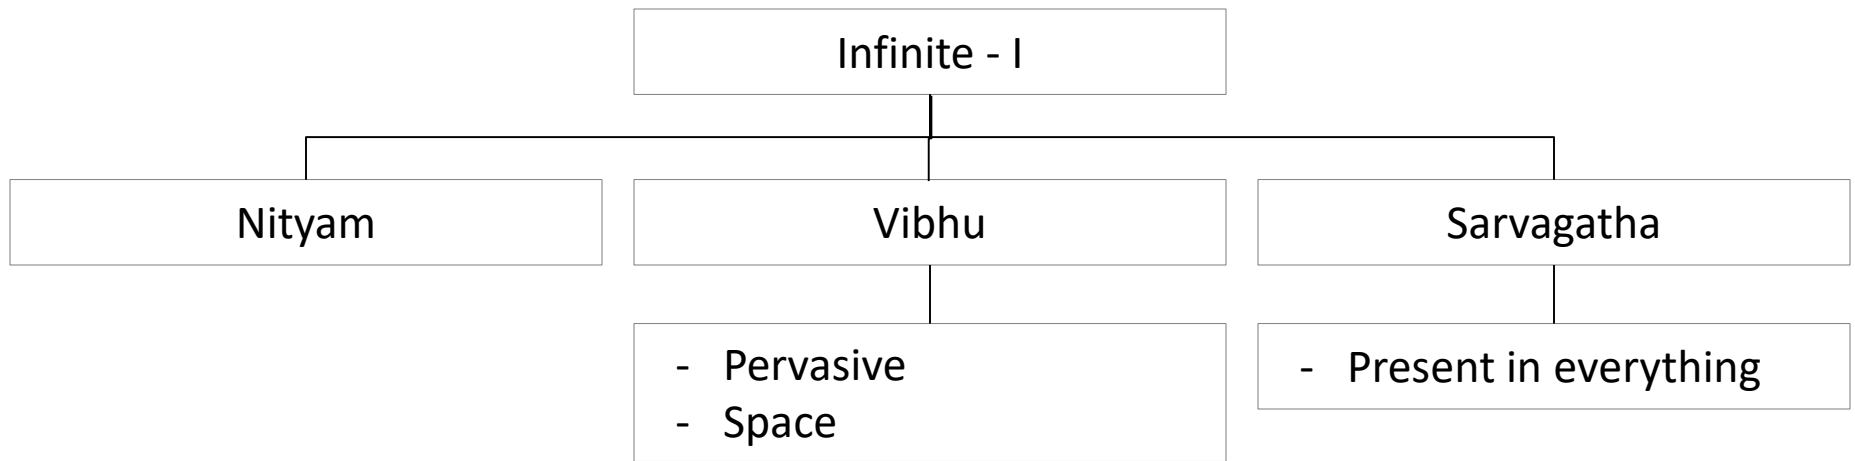 Infinite - I
Nityam
Vibhu
Sarvagatha
- Pervasive
- Space
- Present in everything